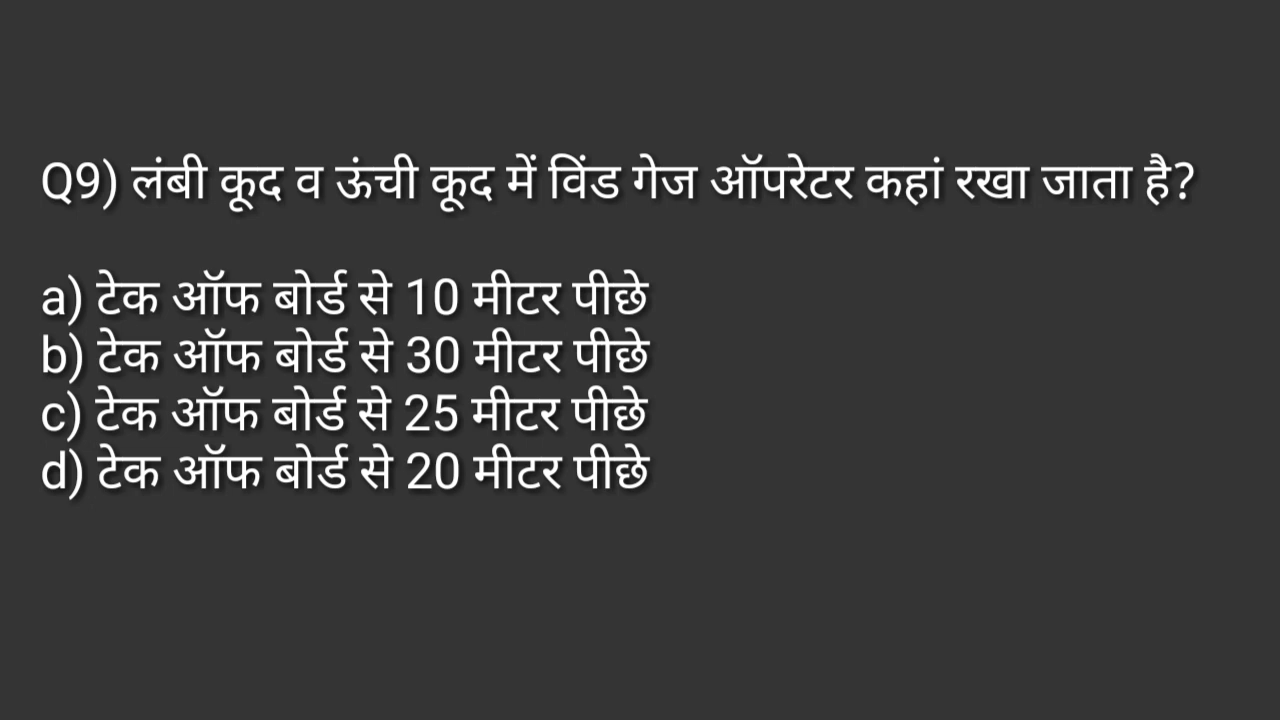 Q9) लंबी कूद व ऊंची कूद में विंड गेज ऑपरेटर कहां रखा जाता है?
a) टेक ऑफ बोर्ड से 10 मीटर पीछे
b) टेक ऑफ बोर्ड से 30 मीटर पीछे
c) टेक ऑफ बोर्ड से 25 मीटर पीछे
d) टेक ऑफ बोर्ड से 20 मीटर पीछे